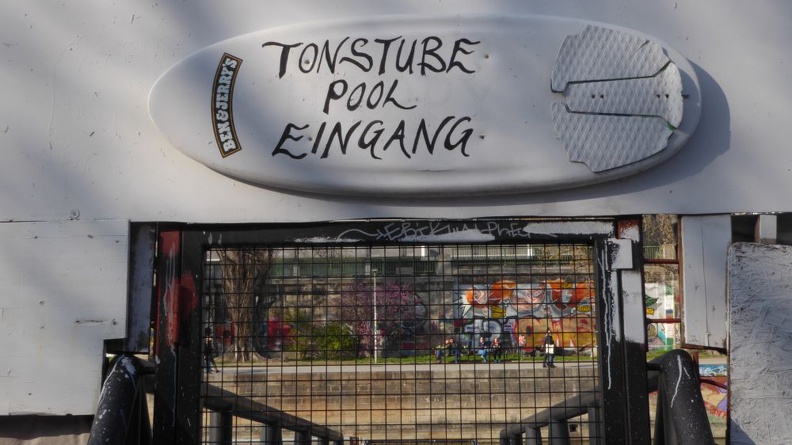 BEN&JERRY'S
TONSTUBE
POOL
EINGANG